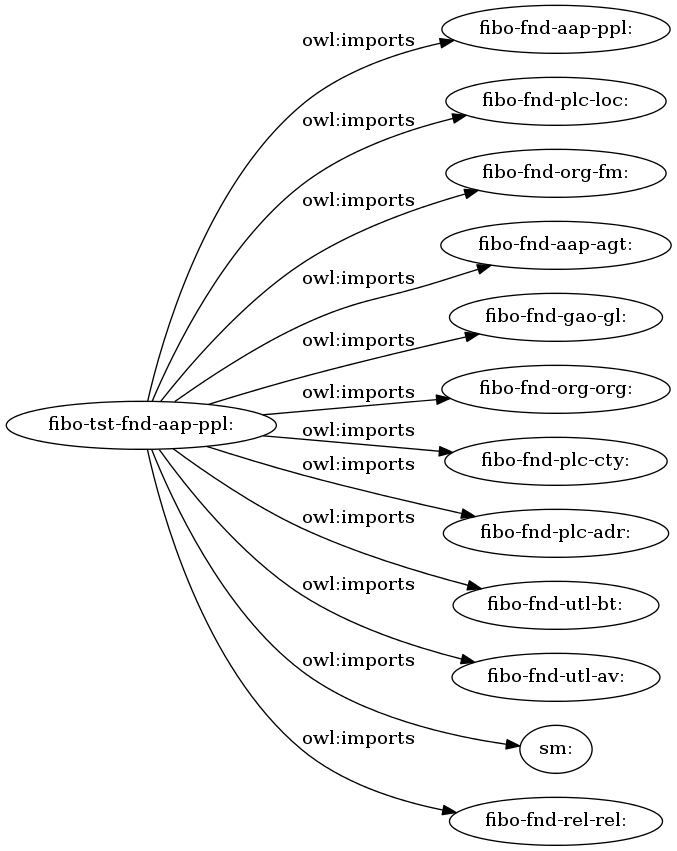 fibo-fnd-aap-ppl:
owl:imports
fibo-fnd-plc-loc:
owl:imports
fibo-fnd-org-fm:
owl:imports
fibo-fnd-aap-agt:
owl:imports
fibo-fnd-gao-gl:
owl:imports
fibo-fnd-org-org:
owl:imports
fibo-tst-fnd-aap-ppl:
owl:imports
fibo-fnd-plc-cty:
owl:imports
fibo-fnd-plc-adr:
owl:imports
fibo-fnd-utl-bt:
owl:imports
fibo-fnd-utl-av:
owl:imports
sm:
owl:imports
fibo-fnd-rel-rel: